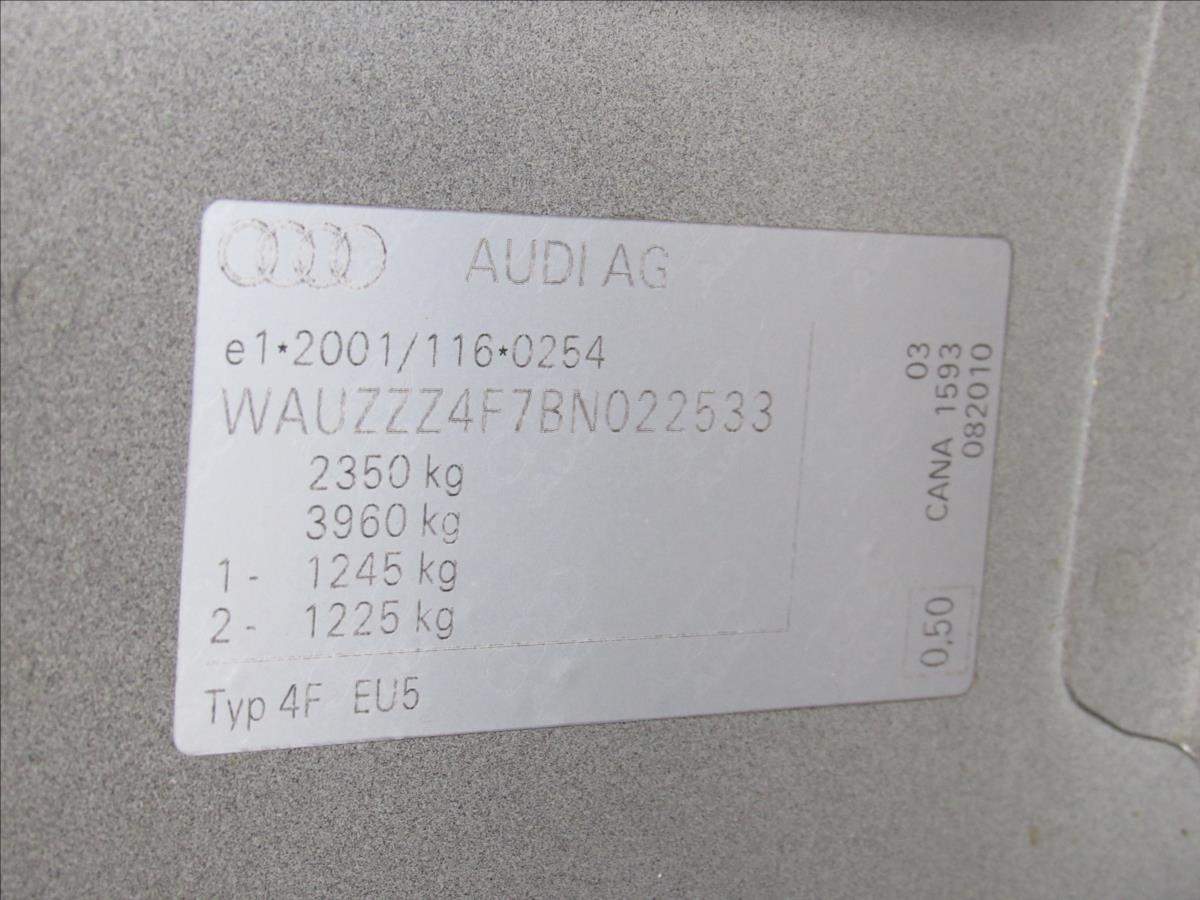 AUDI AG
e1*2001/116*0254
WAUZZZ4F7BN022533
2350 kg
3960 kg
1- 1245 kg
2- 1225 kg
Typ 4F EU5
03
CANA 1593
082010
0,50